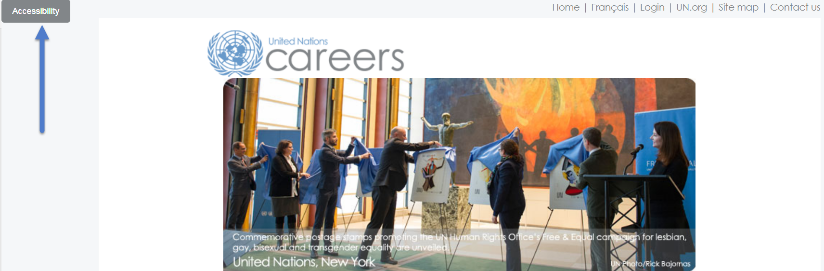 Accessibility
Home | Français | Login | UN.org | Site map | Contact us
United Nations
careers
Commemorative postage stamps promoting the UN Human Rights Office's Free & Equal campaign for lesbian,
gay, bisexual and transgender equality are unveiled.
United Nations, New York
UN Photo/Rick Bajornas